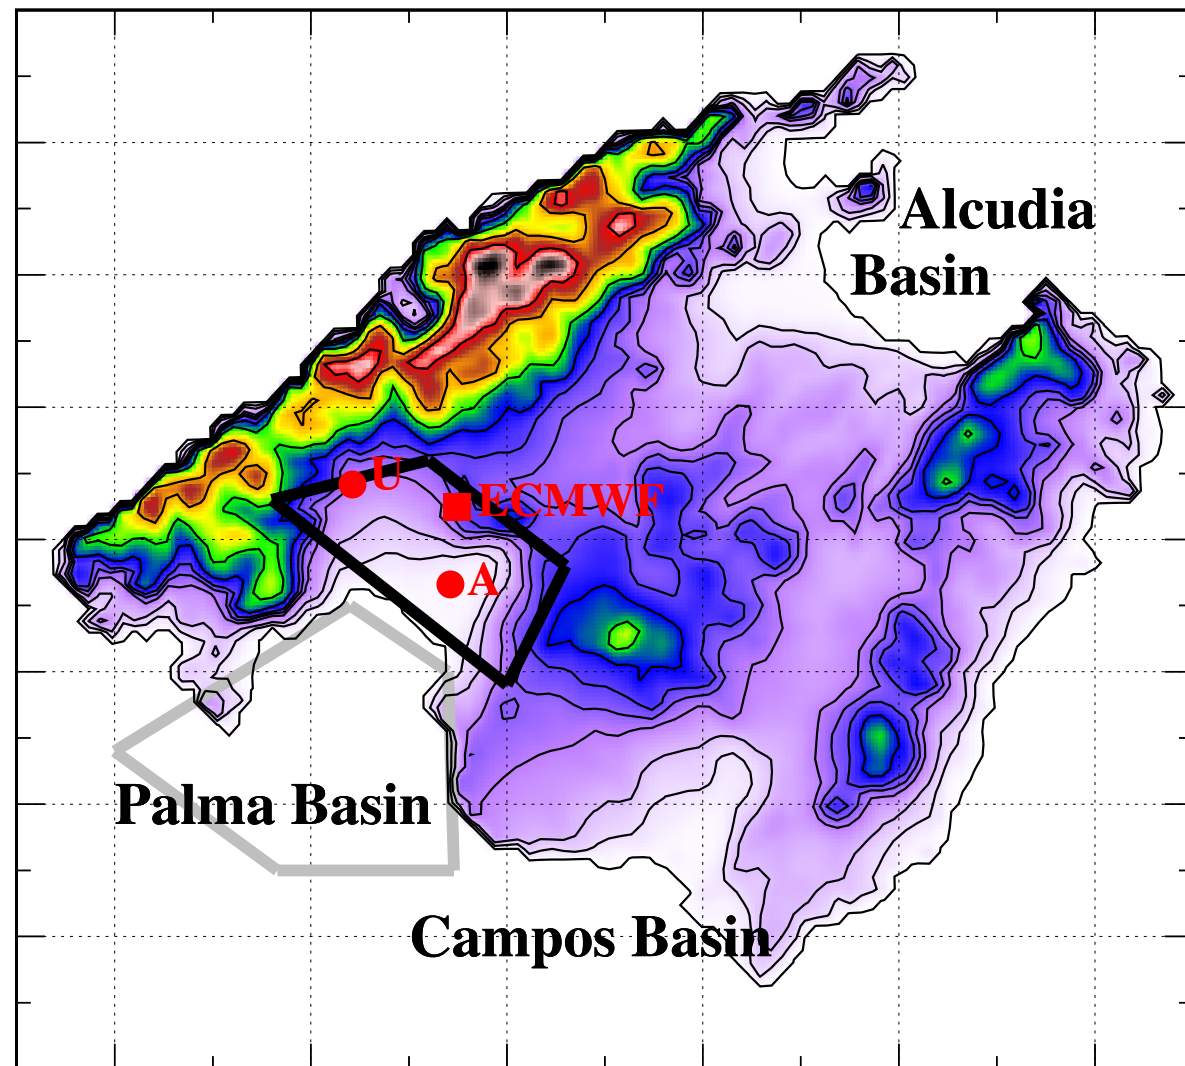 Alcudia
Basin
U
ECMWF
A
Palma Basin
Campos Basin